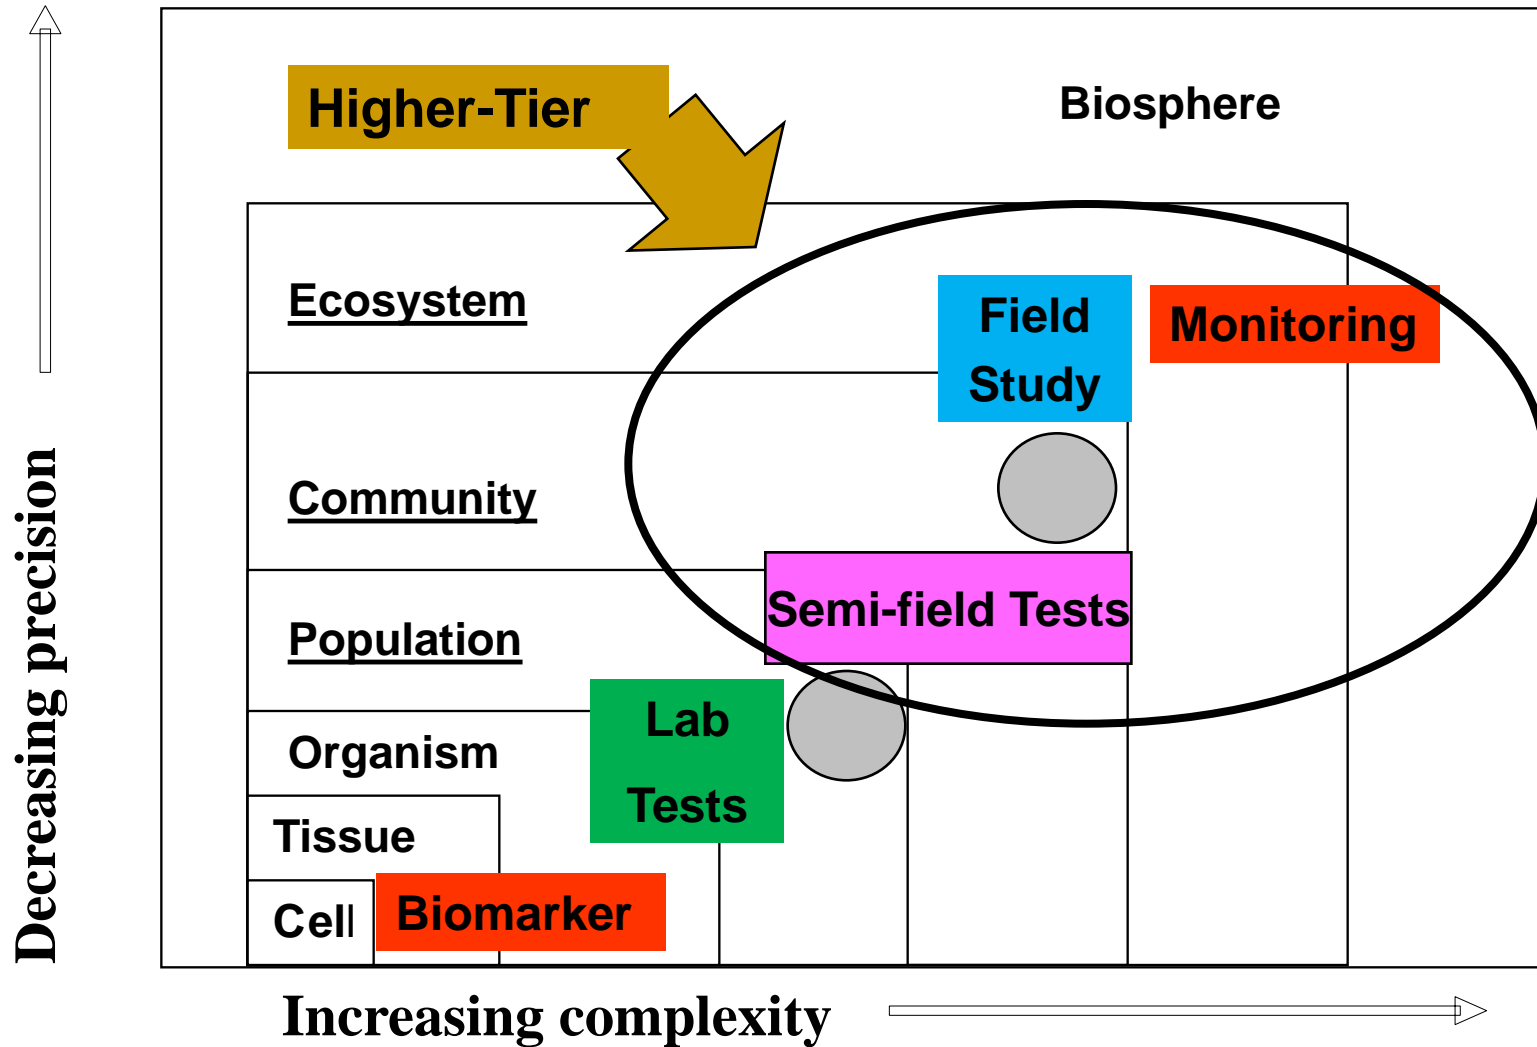 Higher-Tier
Biosphere
Ecosystem
Field
Study
Monitoring
Community
Semi-field Tests
Population
Lab
Tests
Organism
Tissue
Cell
Biomarker
Decreasing precision
Increasing complexity